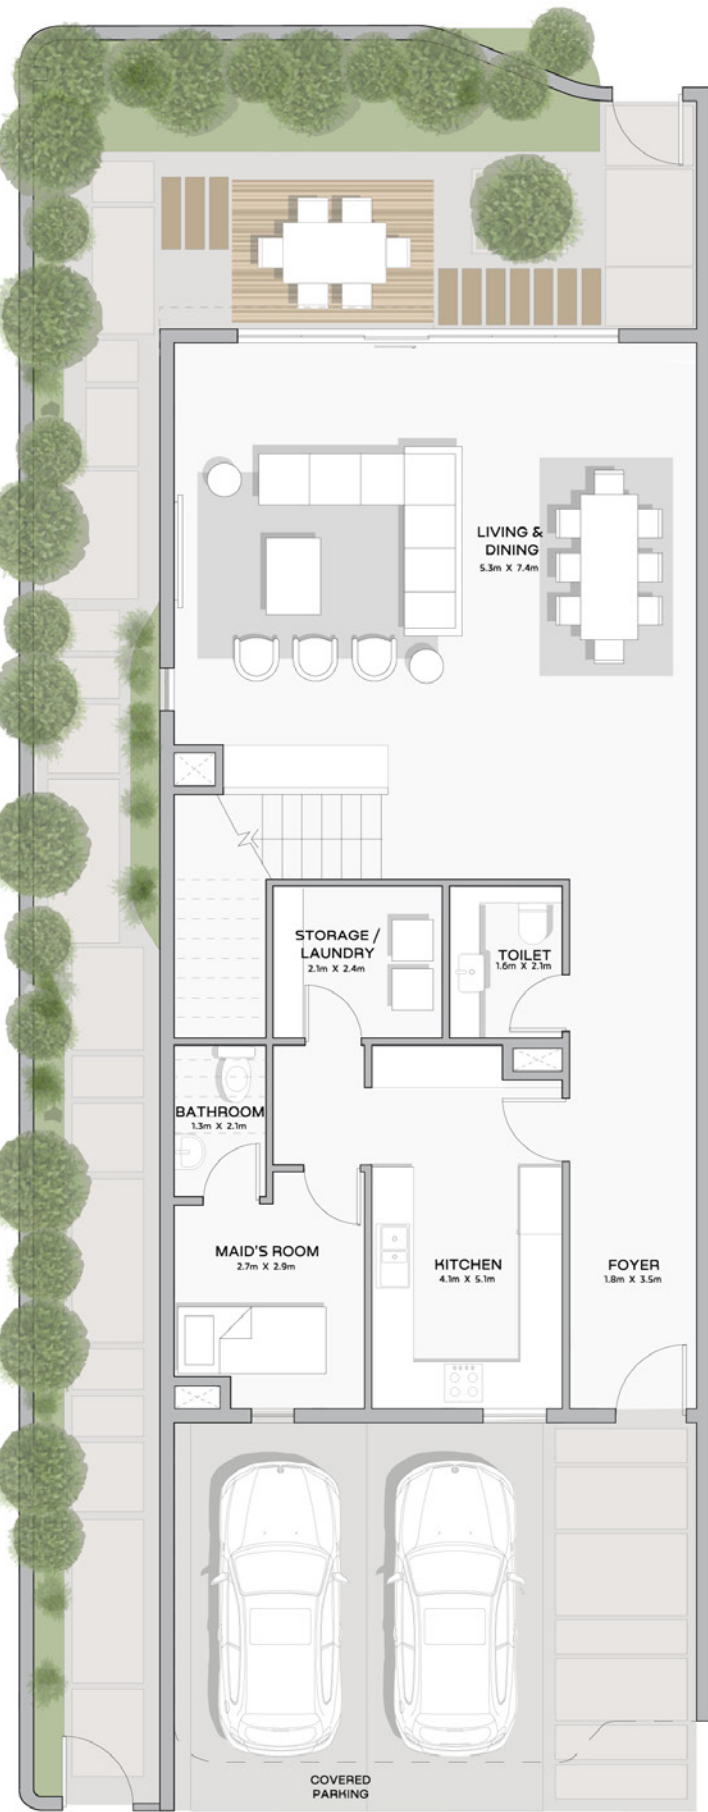 LIVING &
DINING
5.3m X 7.4m
STORAGE /
LAUNDRY
2.1m X 2.4m
TOILET
1.6m X 2.1m
BATHROOM
1.3m X 2.1m
MAID'S ROOM
2.7m X 2.9m
KITCHEN
4.1m X 5.1m
FOYER
1.8m X 3.5m
COVERED
PARKING